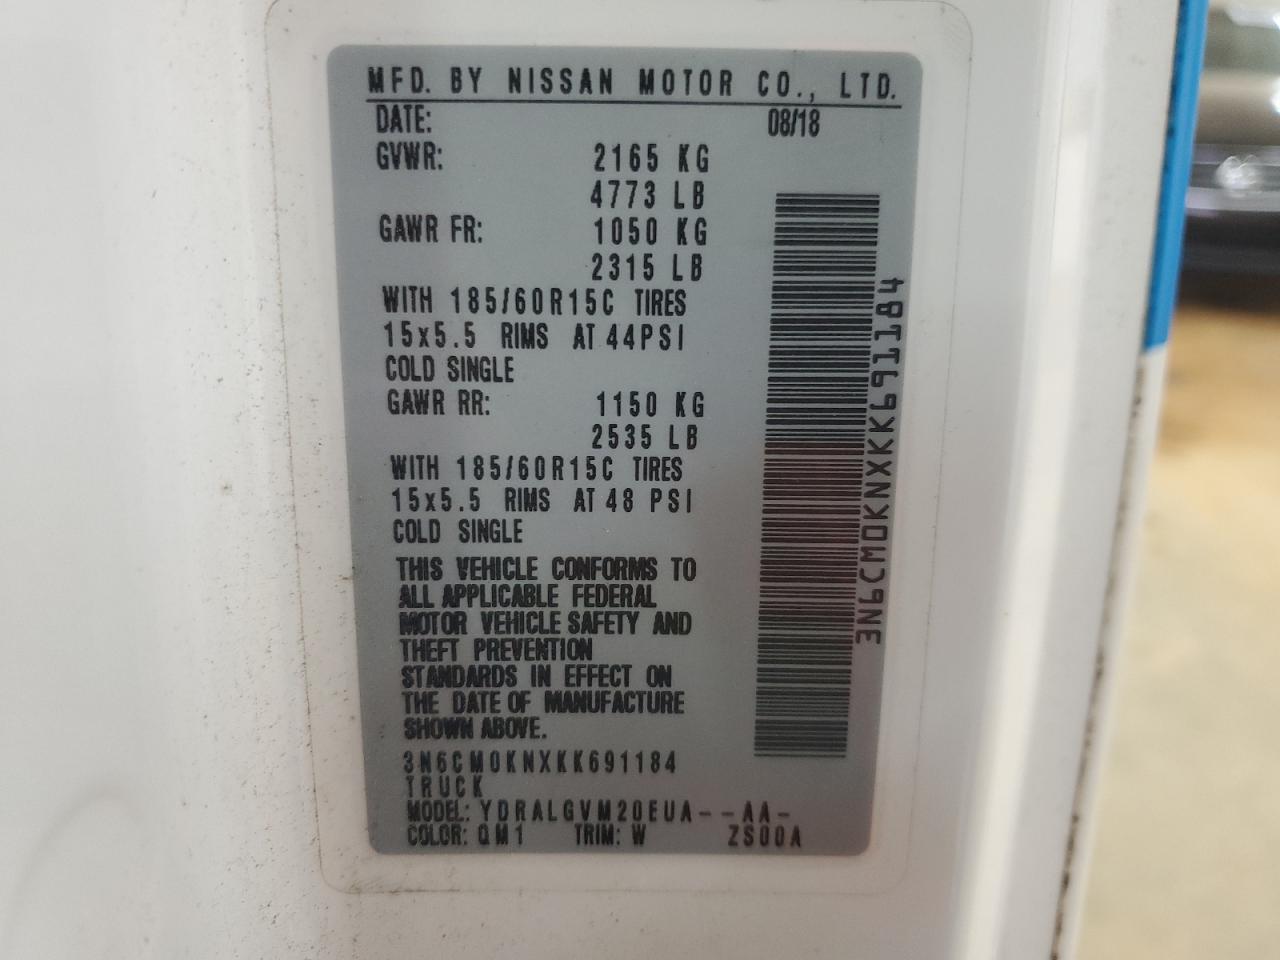 MFD. BY NISSAN MOTOR CO., LTD.
DATE: 08/18
GVWR: 2165 KG
4773 LB
GAWR FR: 1050 KG
2315 LB
WITH 185/60R15C TIRES
15x5.5 RIMS AT 44PSI
COLD SINGLE
GAWR RR: 1150 KG
2535 LB
WITH 185/60R15C TIRES
15x5.5 RIMS AT 48 PSI
COLD SINGLE
THIS VEHICLE CONFORMS TO
ALL APPLICABLE FEDERAL
MOTOR VEHICLE SAFETY AND
THEFT PREVENTION
STANDARDS IN EFFECT ON
THE DATE OF MANUFACTURE
SHOWN ABOVE.
3N6CM0KNXKK691184
TRUCK
MODEL: YDRALGVM20EUA--AA-
COLOR: QM1 TRIM: W ZS00A
3N6CM0KNXKK691184